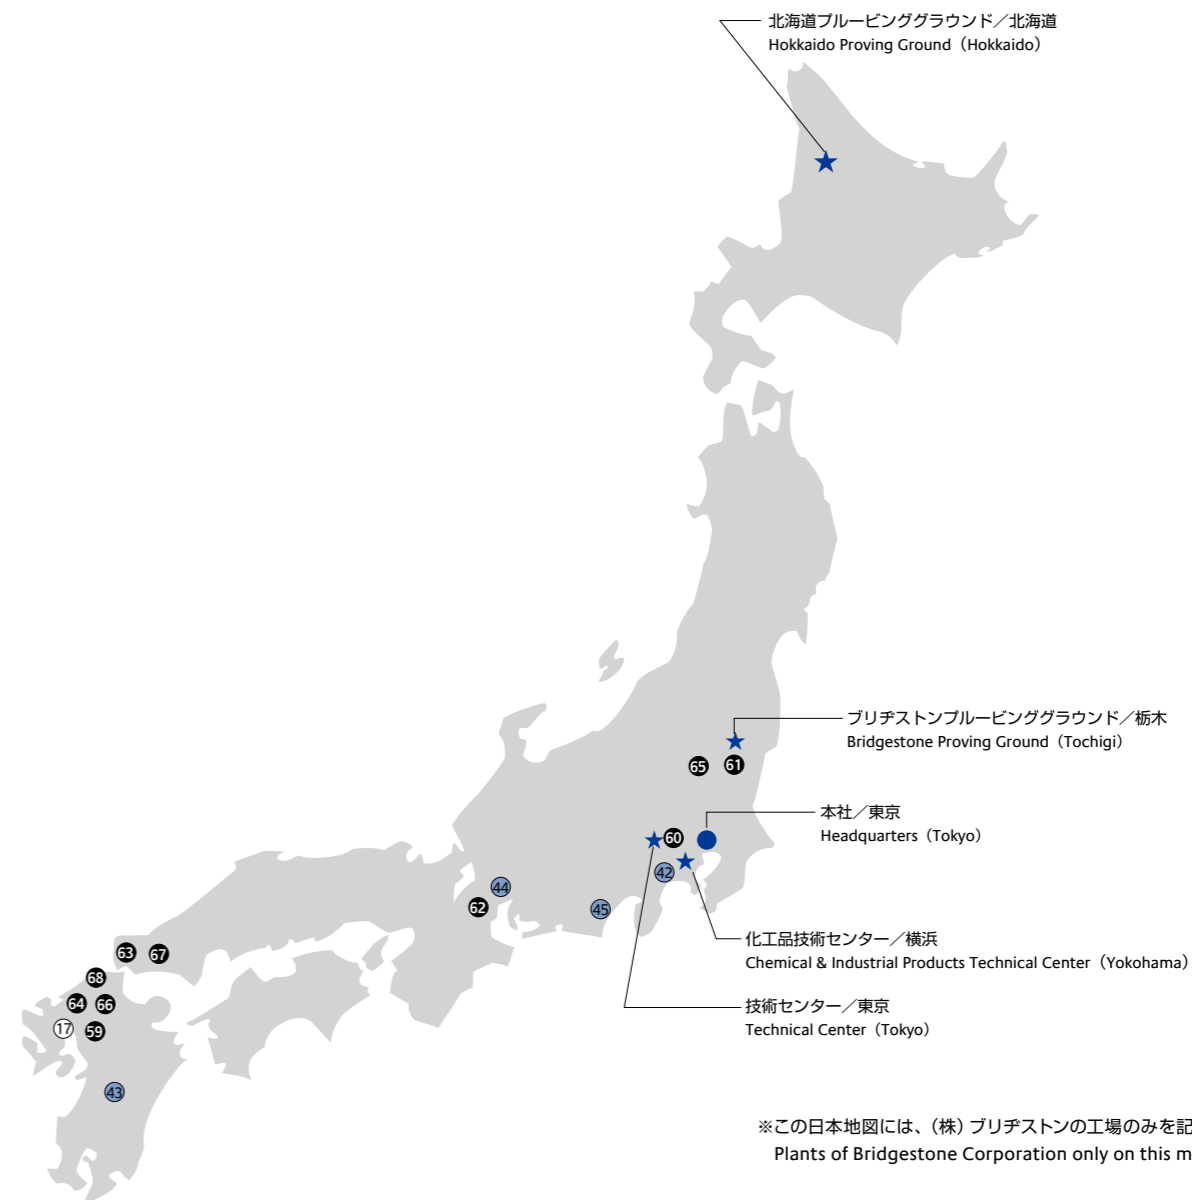 北海道プルービンググラウンド／北海道
Hokkaido Proving Ground（Hokkaido）
ブリヂストンプルービンググラウンド／栃木
Bridgestone Proving Ground（Tochigi）
65
61
本社／東京
Headquarters（Tokyo）
60
42
44
62
45
化工品技術センター／横浜
Chemical & Industrial Products Technical Center（Yokohama）
63
67
68
64
66
技術センター／東京
Technical Center（Tokyo）
17
59
43
※この日本地図には、（株）ブリヂストンの工場のみを記
Plants of Bridgestone Corporation only on this m